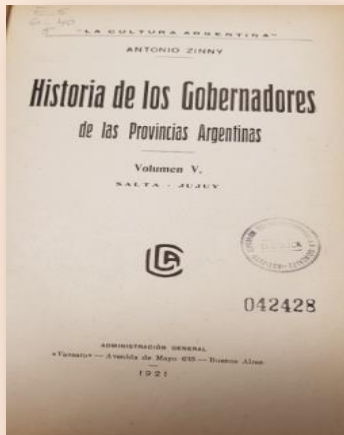 "LA CULTURA ARGENTINA"
ANTONIO ZINNY
Historia de los Gobernadores
de las Provincias Argentinas
Volumen V.
SALTA - JUJUY
042428
ADMINISTRACIÓN GENERAL
«Vaccaro» — Avenida de Mayo 638 — Buenos Aires
1921